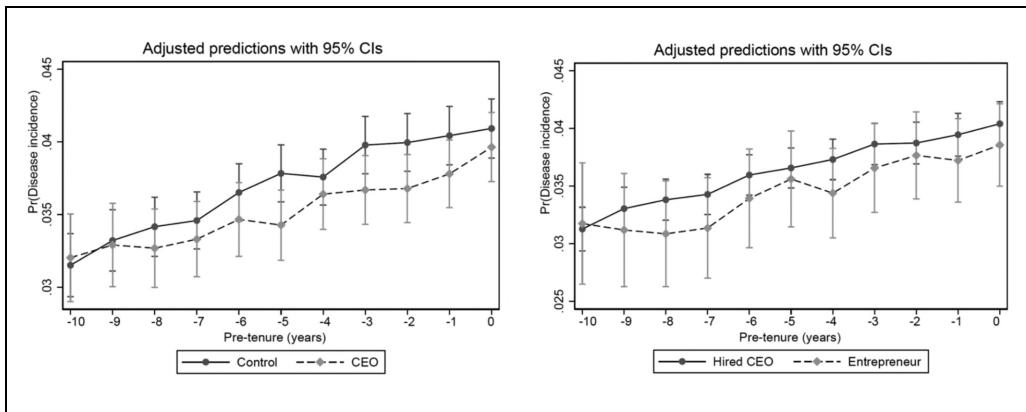 Adjusted predictions with 95% CIs
Pr(Disease incidence)
.045
.04
.035
.03
-10 -9 -8 -7 -6 -5 -4 -3 -2 -1 0
Pre-tenure (years)
Control CEO
Adjusted predictions with 95% CIs
Pr(Disease incidence)
.045
.04
.035
.03
.025
-10 -9 -8 -7 -6 -5 -4 -3 -2 -1 0
Pre-tenure (years)
Hired CEO Entrepreneur